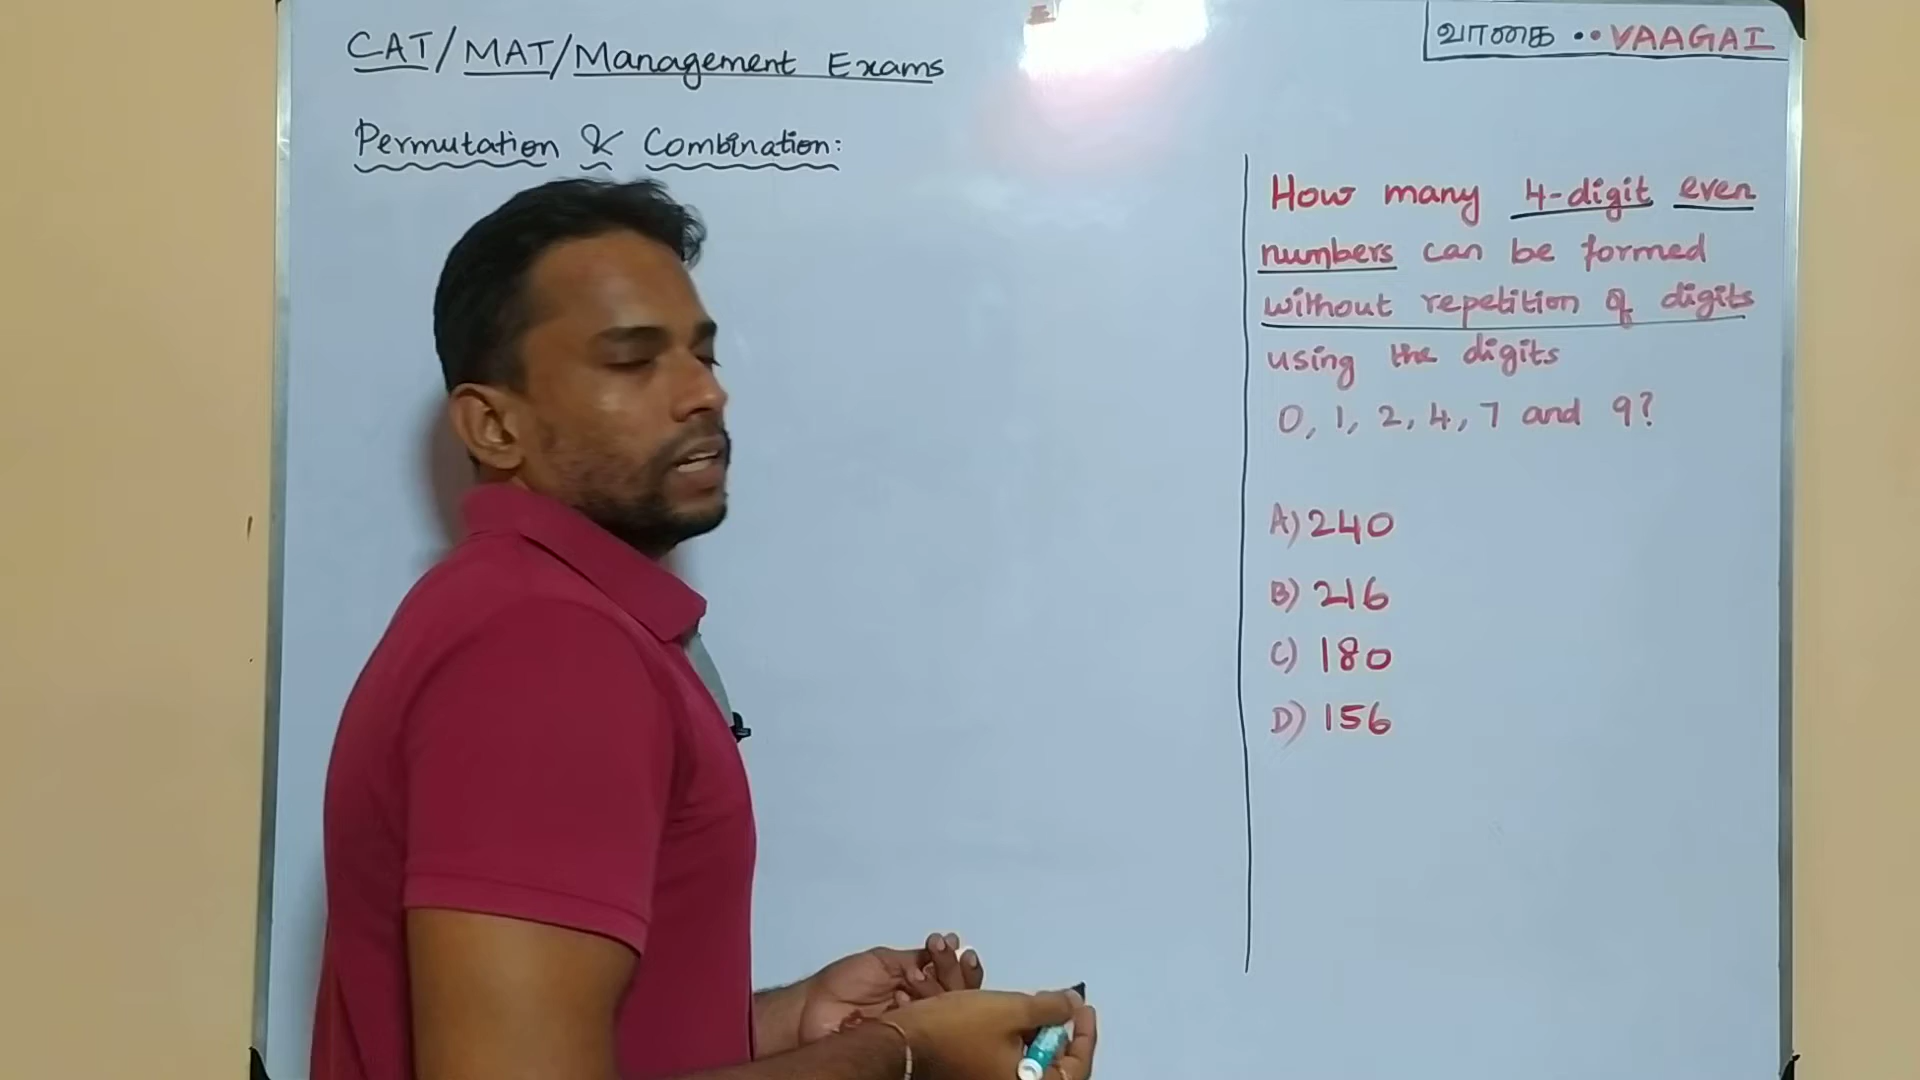 CAT/MAT/Management Exams
வாகை ••VAAGAI
Permutation & Combination:
How many 4-digit even
numbers can be formed
without repetition of digits
using the digits
0, 1, 2, 4, 7 and 9?
A) 240
B) 216
C) 180
D) 156